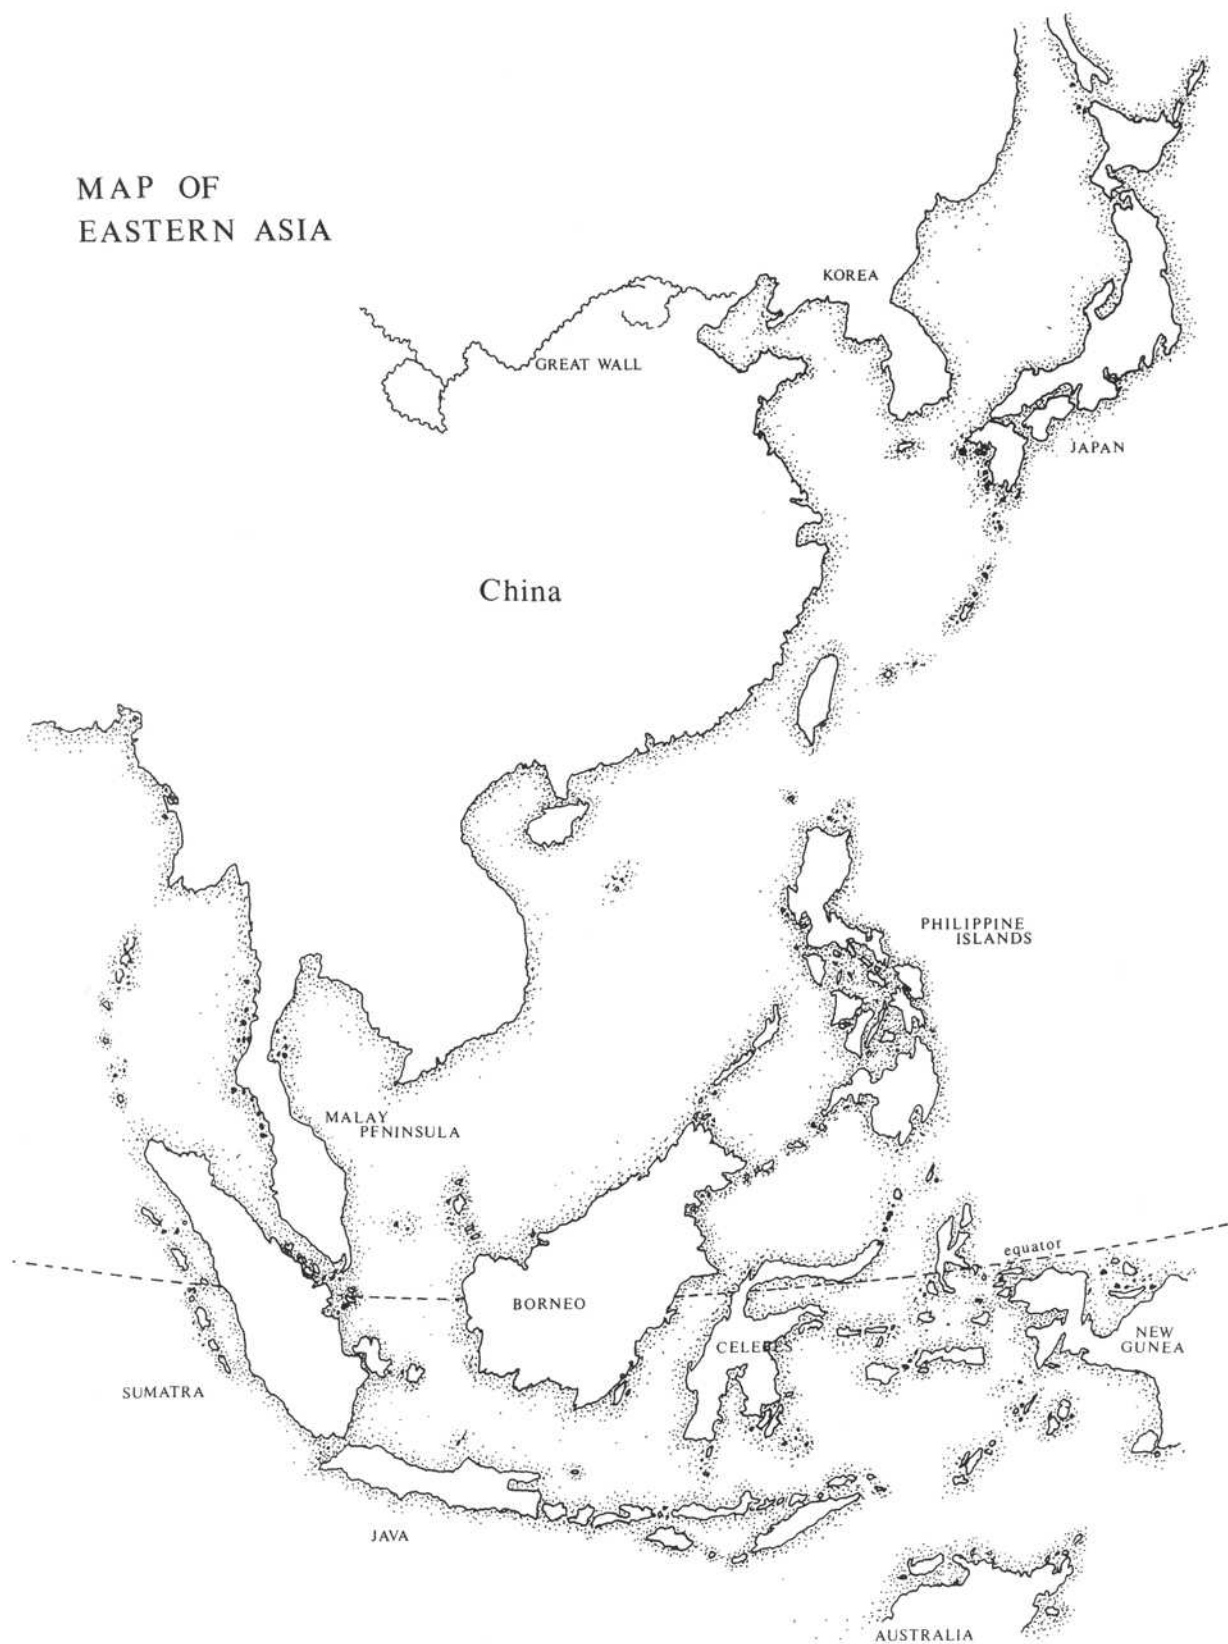 MAP OF
EASTERN ASIA
KOREA
GREAT WALL
JAPAN
China
PHILIPPINE
ISLANDS
MALAY
PENINSULA
equator
BORNEO
CELEBES
NEW
GUNEA
SUMATRA
JAVA
AUSTRALIA